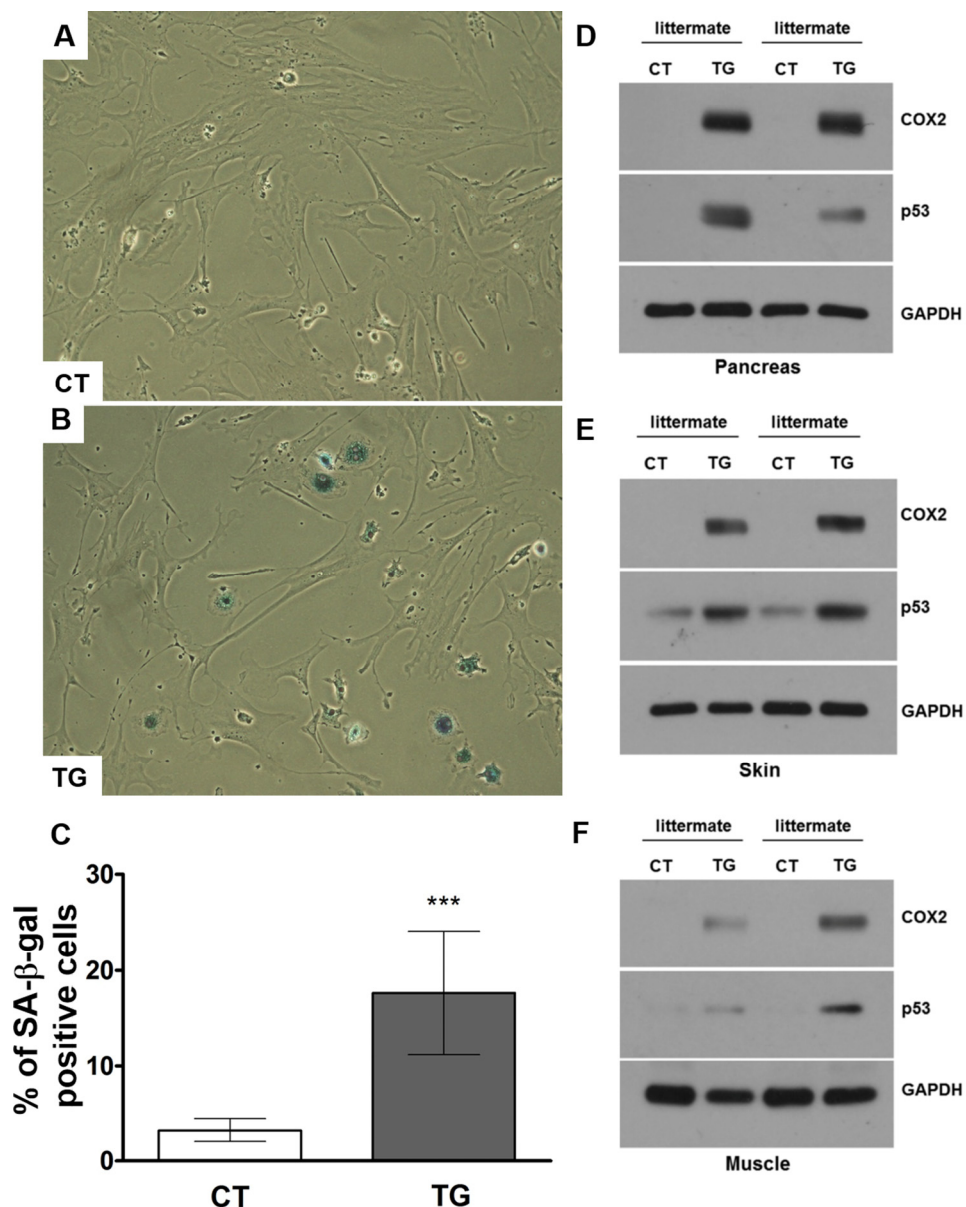 A
CT
B
TG
C
% of SA-β-gal
positive cells
30
20
10
0
***
CT
TG
D
littermate littermate
CT TG CT TG
COX2
p53
GAPDH
Pancreas
E
littermate littermate
CT TG CT TG
COX2
p53
GAPDH
Skin
F
littermate littermate
CT TG CT TG
COX2
p53
GAPDH
Muscle